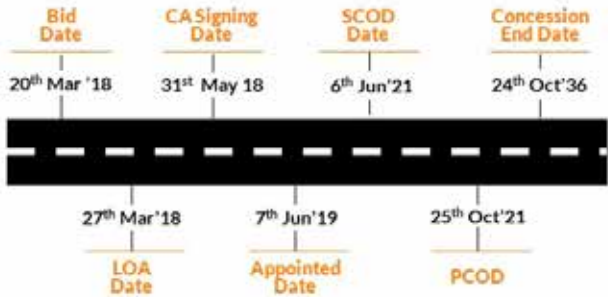 Bid
Date
20th Mar '18
CA Signing
Date
31st May 18
SCOD
Date
6th Jun'21
Concession
End Date
24th Oct'36
27th Mar'18
LOA
Date
7th Jun'19
Appointed
Date
25th Oct'21
PCOD